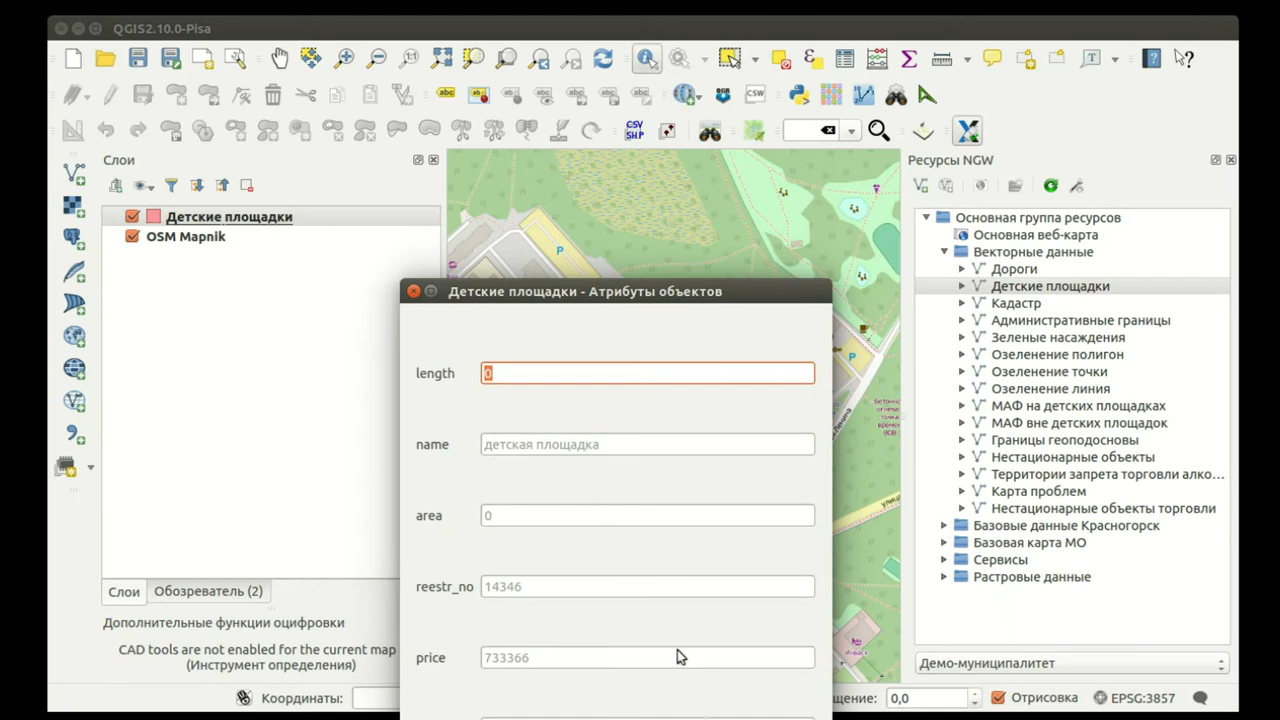 QGIS2.10.0-Pisa
1:1
ε
Σ
T
?
abc
CSW
CSV
SHP
Слои
Ресурсы NGW
Детские площадки
OSM Mapnik
Основная группа ресурсов
Основная веб-карта
Векторные данные
Дороги
Детские площадки
Кадастр
Административные границы
Зеленые насаждения
Озеленение полигон
Озеленение точки
Озеленение линия
МАФ на детских площадках
МАФ вне детских площадок
Границы геоподосновы
Нестационарные объекты
Территории запрета торговли алко...
Карта проблем
Нестационарные объекты торговли
Базовые данные Красногорск
Базовая карта МО
Сервисы
Растровые данные
P
P
Детские площадки - Атрибуты объектов
length 0
name детская площадка
area 0
reestr_no 14346
price 733366
Слои Обозреватель (2)
Дополнительные функции оцифровки
CAD tools are not enabled for the current map
(Инструмент определения)
Демо-муниципалитет
Координаты:
щение: 0,0 Отрисовка EPSG:3857